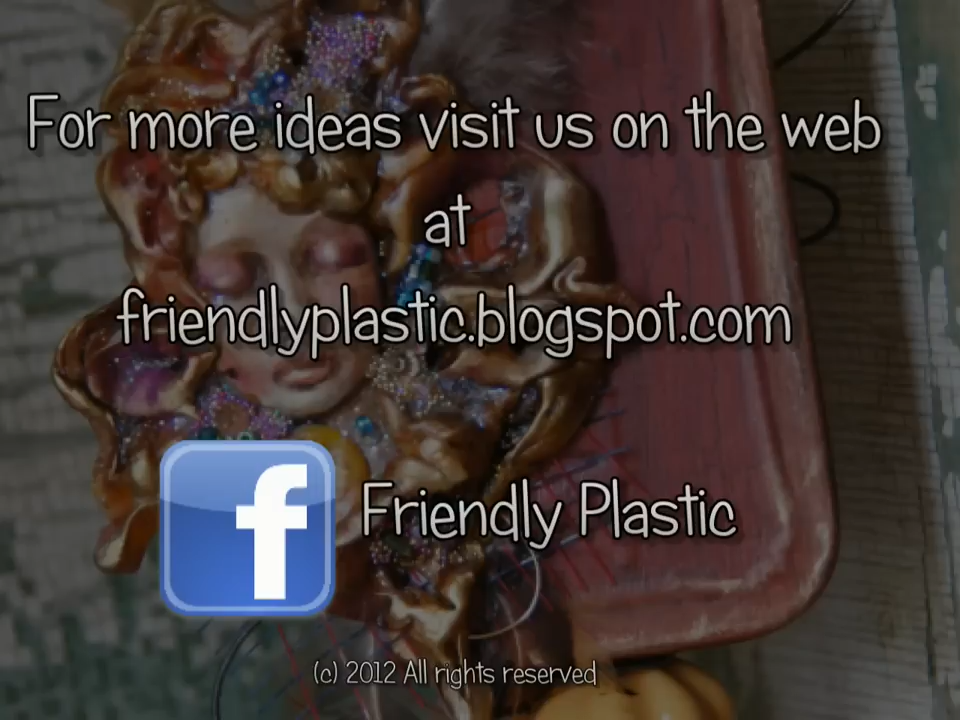 For more ideas visit us on the web
at
friendlyplastic.blogspot.com
f Friendly Plastic
(c) 2012 All rights reserved